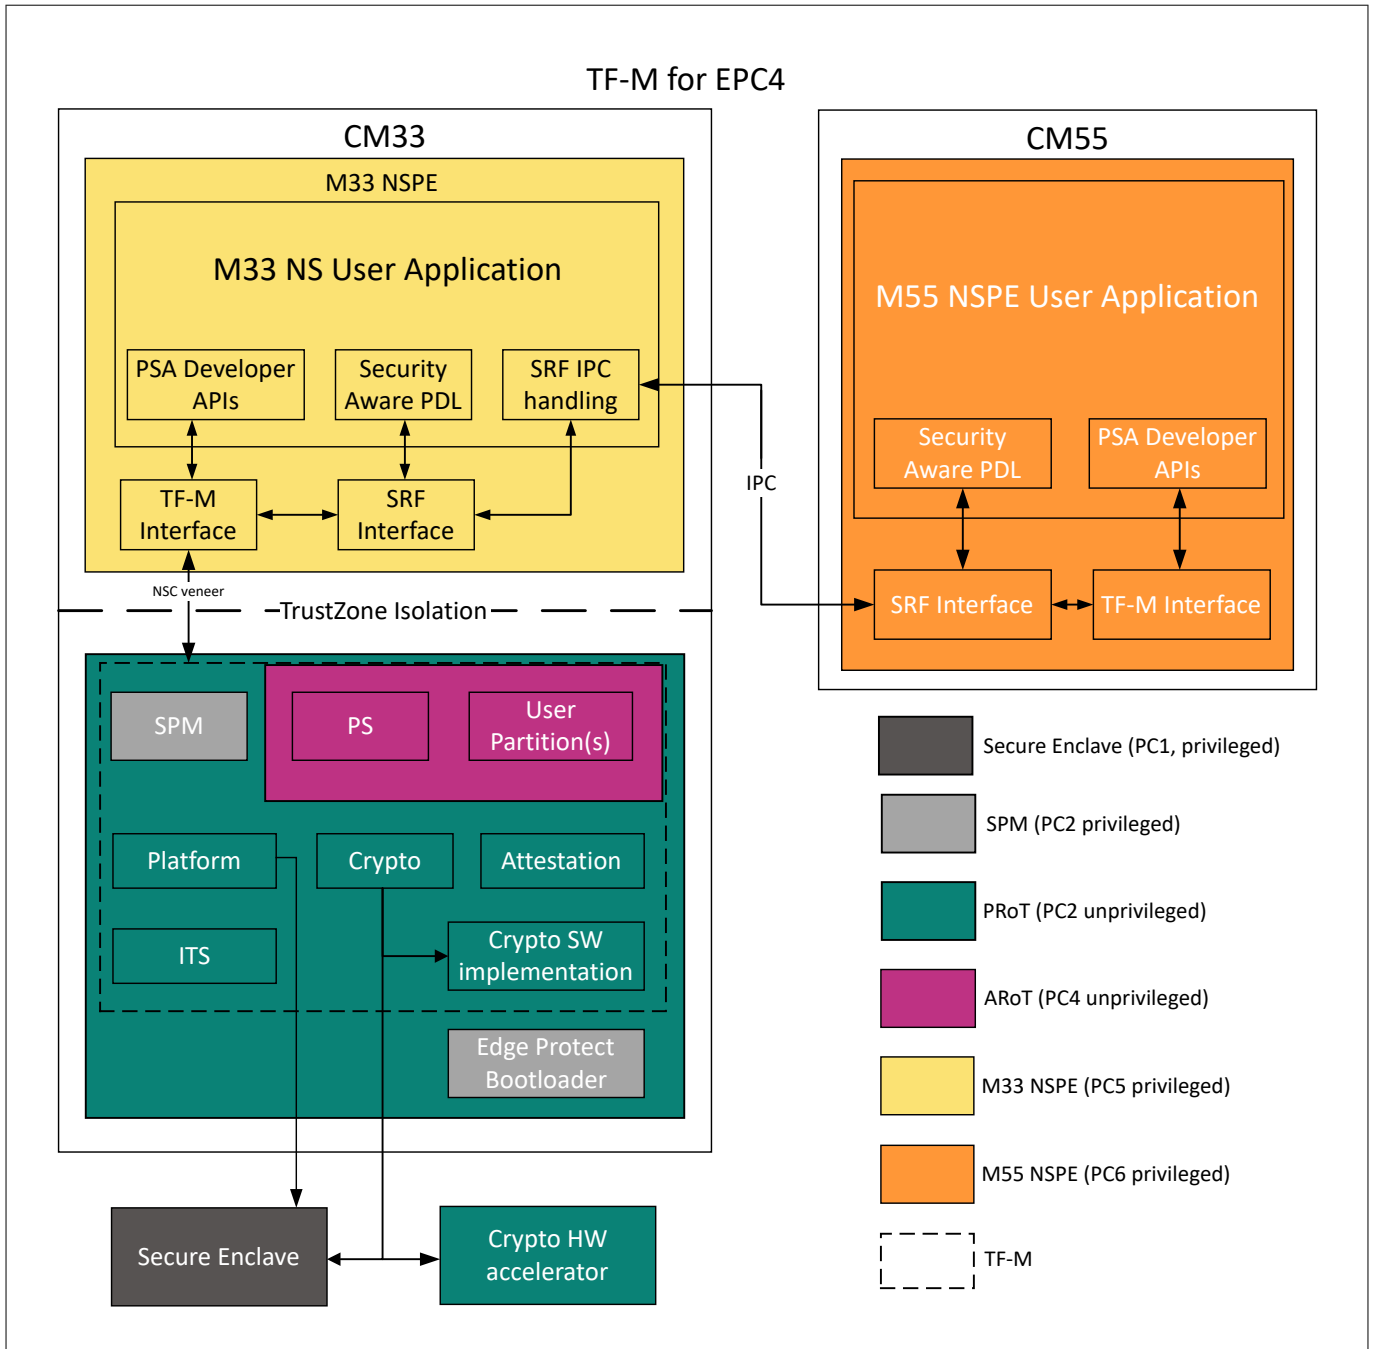 TF-M for EPC4
CM33
M33 NSPE
M33 NS User Application
PSA Developer
APIs
Security
Aware PDL
SRF IPC
handling
TF-M
Interface
SRF
Interface
NSC veneer
TrustZone Isolation
SPM
PS
User
Partition(s)
Platform
Crypto
Attestation
ITS
Crypto SW
implementation
Edge Protect
Bootloader
Secure Enclave
Crypto HW
accelerator
IPC
CM55
M55 NSPE User Application
Security
Aware PDL
PSA Developer
APIs
SRF Interface
TF-M Interface
Secure Enclave (PC1, privileged)
SPM (PC2 privileged)
PRoT (PC2 unprivileged)
ARoT (PC4 unprivileged)
M33 NSPE (PC5 privileged)
M55 NSPE (PC6 privileged)
TF-M